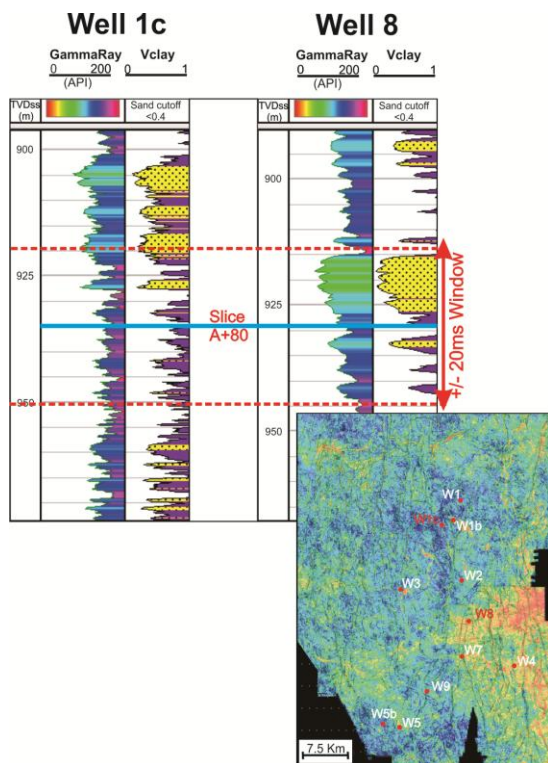 Well 1c
Well 8
GammaRay
Vclay
GammaRay
Vclay
0 200
0 1
0 200
0 1
(API)
(API)
TVDss
(m)
Sand cutoff
<0.4
TVDss
(m)
Sand cutoff
<0.4
900
900
925
925
Slice
A+80
+/- 20ms Window
950
950
W1
W1b
W3
W2
W8
W7
W4
W9
W5b
W5
7.5 Km